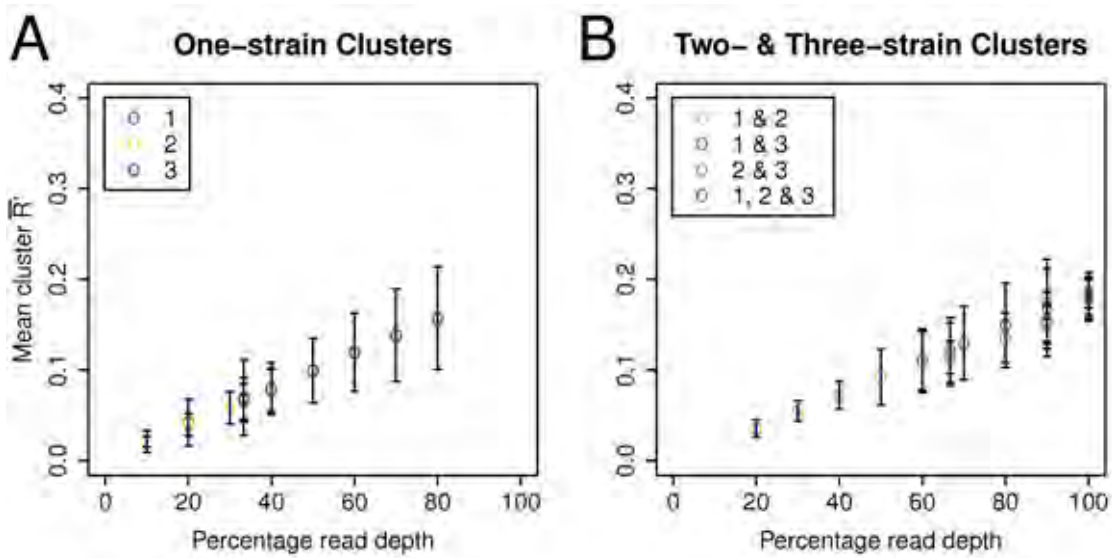 A One-strain Clusters
1
2
3
Mean cluster R̅'
0.0 0.1 0.2 0.3 0.4
0 20 40 60 80 100
Percentage read depth
B Two- & Three-strain Clusters
1 & 2
1 & 3
2 & 3
1, 2 & 3
0.0 0.1 0.2 0.3 0.4
0 20 40 60 80 100
Percentage read depth